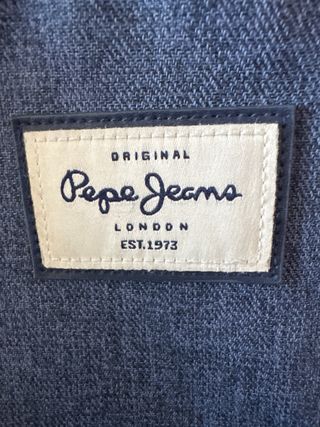 ORIGINAL
Pepe Jeans
LONDON
EST.1973